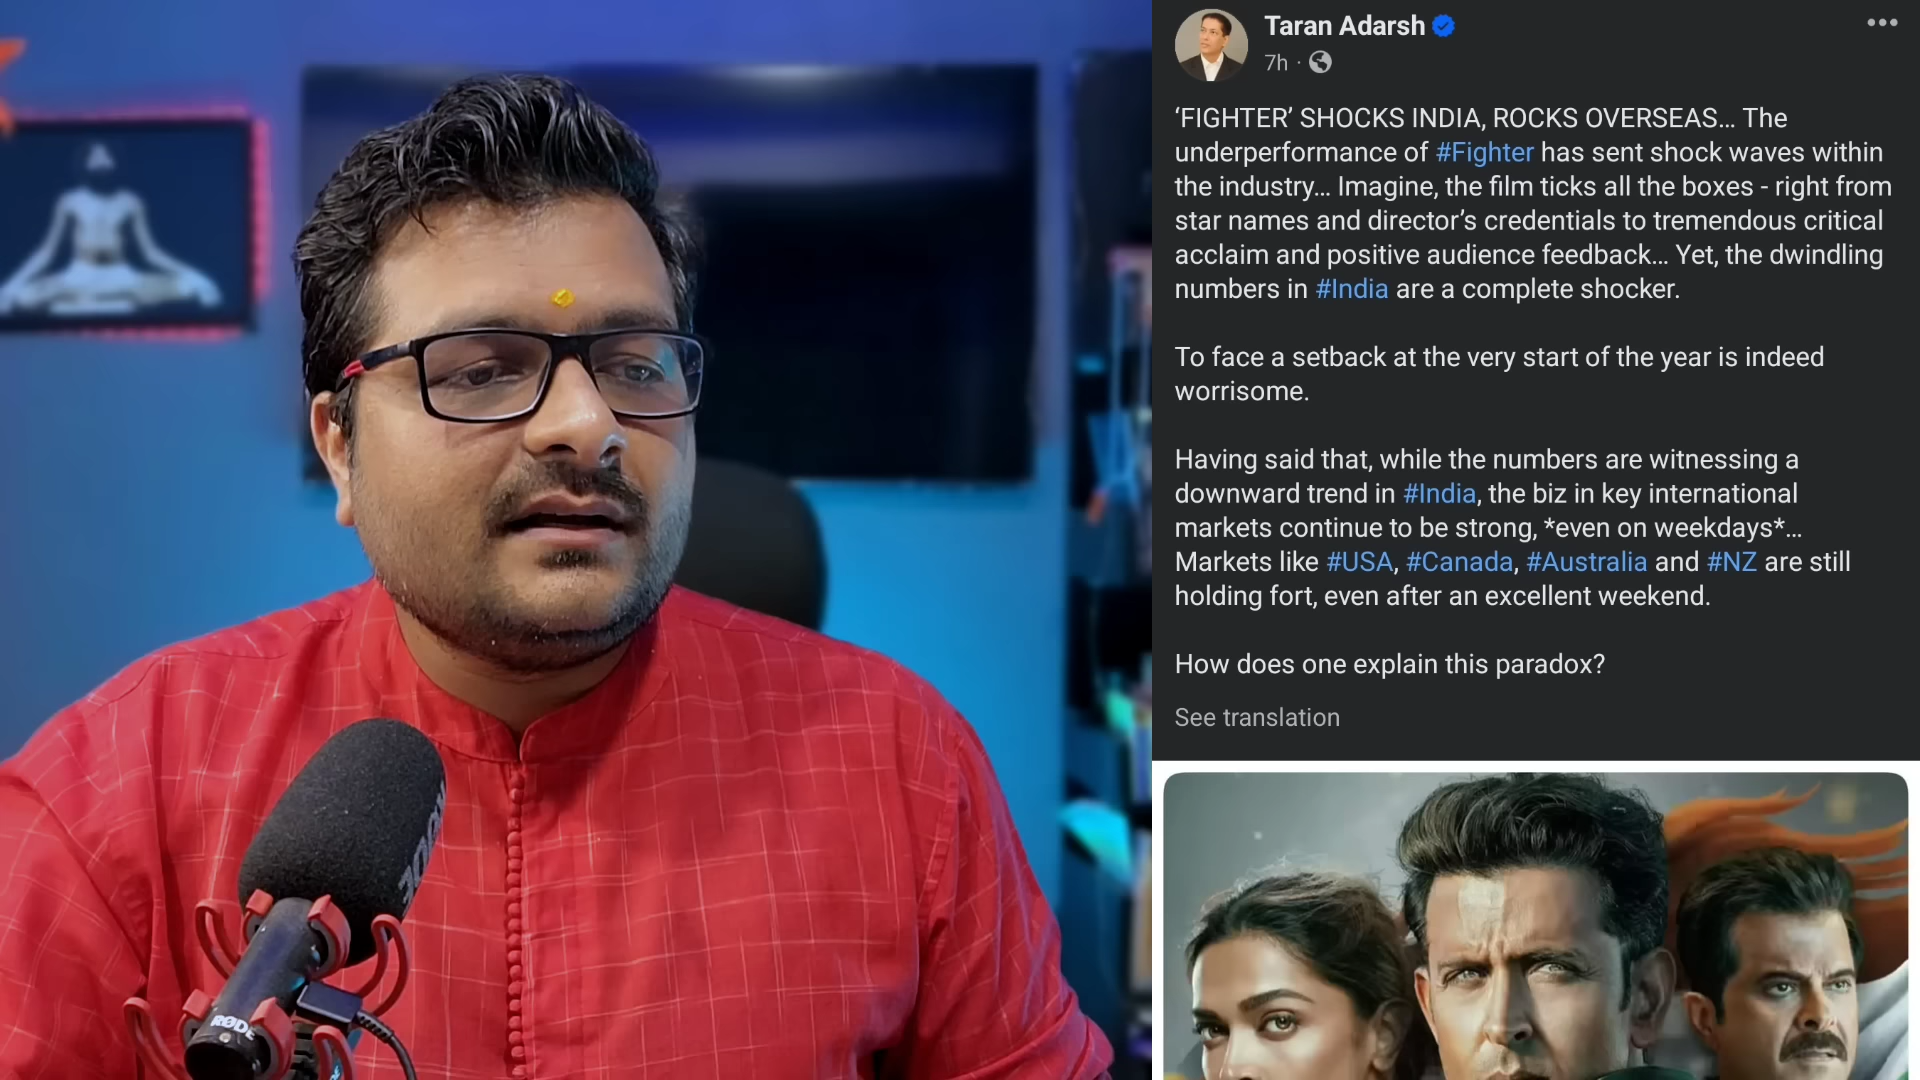 Taran Adarsh
7h ·
‘FIGHTER’ SHOCKS INDIA, ROCKS OVERSEAS... The
underperformance of #Fighter has sent shock waves within
the industry... Imagine, the film ticks all the boxes - right from
star names and director’s credentials to tremendous critical
acclaim and positive audience feedback... Yet, the dwindling
numbers in #India are a complete shocker.
To face a setback at the very start of the year is indeed
worrisome.
Having said that, while the numbers are witnessing a
downward trend in #India, the biz in key international
markets continue to be strong, *even on weekdays*...
Markets like #USA, #Canada, #Australia and #NZ are still
holding fort, even after an excellent weekend.
How does one explain this paradox?
See translation
RØDE
RØDE